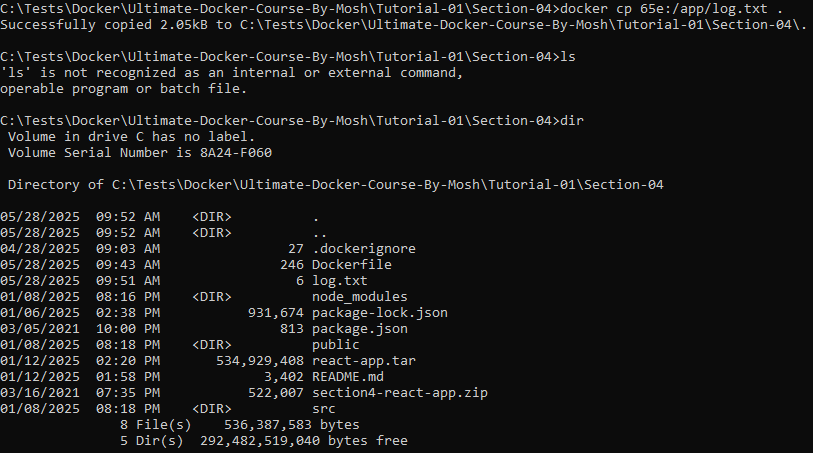 C:\Tests\Docker\Ultimate-Docker-Course-By-Mosh\Tutorial-01\Section-04>docker cp 65e:/app/log.txt .
Successfully copied 2.05kB to C:\Tests\Docker\Ultimate-Docker-Course-By-Mosh\Tutorial-01\Section-04\.
C:\Tests\Docker\Ultimate-Docker-Course-By-Mosh\Tutorial-01\Section-04>ls
'ls' is not recognized as an internal or external command,
operable program or batch file.
C:\Tests\Docker\Ultimate-Docker-Course-By-Mosh\Tutorial-01\Section-04>dir
 Volume in drive C has no label.
 Volume Serial Number is 8A24-F060
 Directory of C:\Tests\Docker\Ultimate-Docker-Course-By-Mosh\Tutorial-01\Section-04
05/28/2025  09:52 AM    <DIR>          .
05/28/2025  09:52 AM    <DIR>          ..
04/28/2025  09:03 AM                27 .dockerignore
05/28/2025  09:43 AM               246 Dockerfile
05/28/2025  09:51 AM                 6 log.txt
01/08/2025  08:16 PM    <DIR>          node_modules
01/06/2025  02:38 PM           931,674 package-lock.json
03/05/2021  10:00 PM               813 package.json
01/08/2025  08:18 PM    <DIR>          public
01/12/2025  02:20 PM       534,929,408 react-app.tar
01/12/2025  01:58 PM             3,402 README.md
03/16/2021  07:35 PM           522,007 section4-react-app.zip
01/08/2025  08:18 PM    <DIR>          src
               8 File(s)    536,387,583 bytes
               5 Dir(s)  292,482,519,040 bytes free